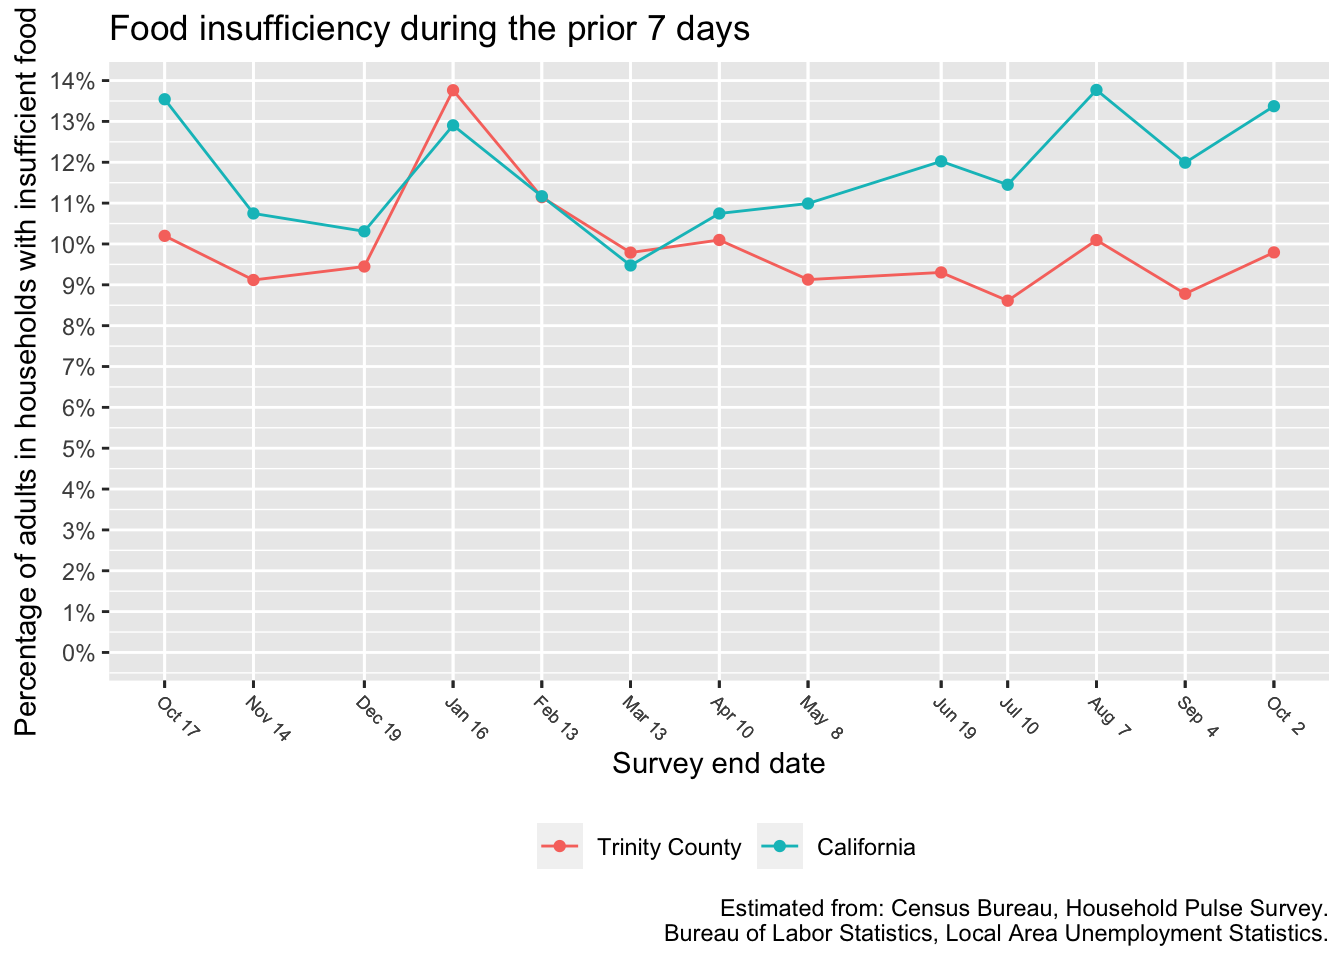 Food insufficiency during the prior 7 days
Percentage of adults in households with insufficient food
14%
13%
12%
11%
10%
9%
8%
7%
6%
5%
4%
3%
2%
1%
0%
Oct 17
Nov 14
Dec 19
Jan 16
Feb 13
Mar 13
Apr 10
May 8
Jun 19
Jul 10
Aug 7
Sep 4
Oct 2
Survey end date
Trinity County
California
Estimated from: Census Bureau, Household Pulse Survey.
Bureau of Labor Statistics, Local Area Unemployment Statistics.